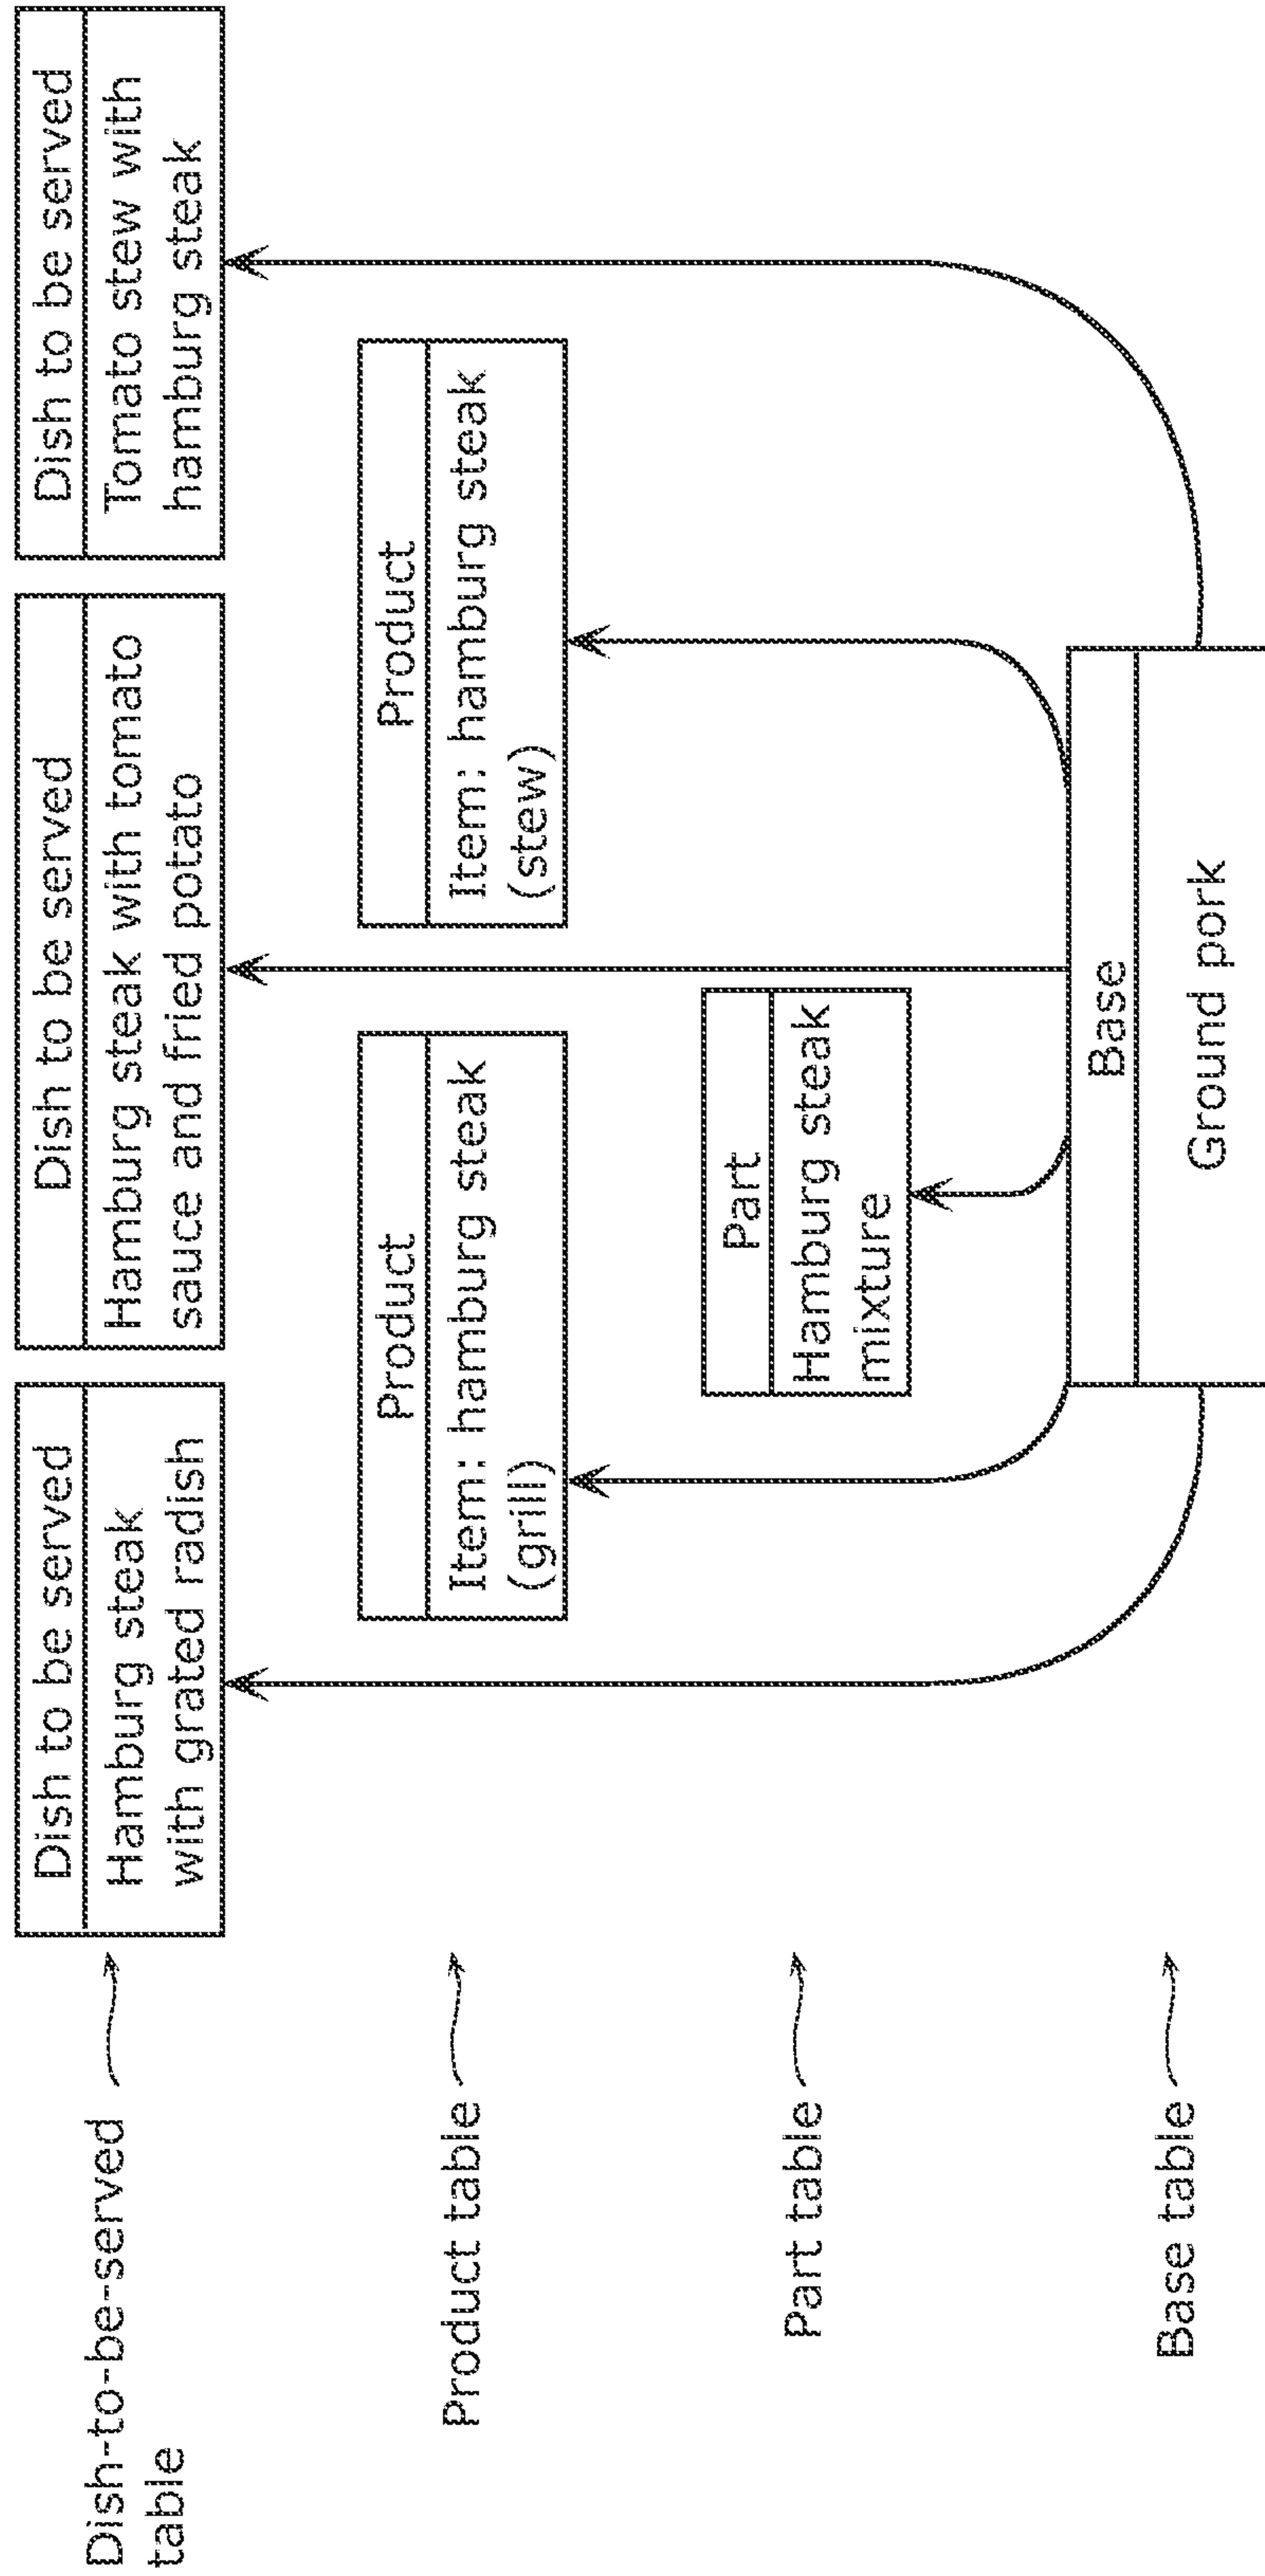 Dish-to-be-served
table
Dish to be served
Hamburg steak
with grated radish
Dish to be served
Hamburg steak with tomato
sauce and fried potato
Dish to be served
Tomato stew with
hamburg steak
Product table
Product
Item: hamburg steak
(grill)
Product
Item: hamburg steak
(stew)
Part table
Part
Hamburg steak
mixture
Base table
Base
Ground pork